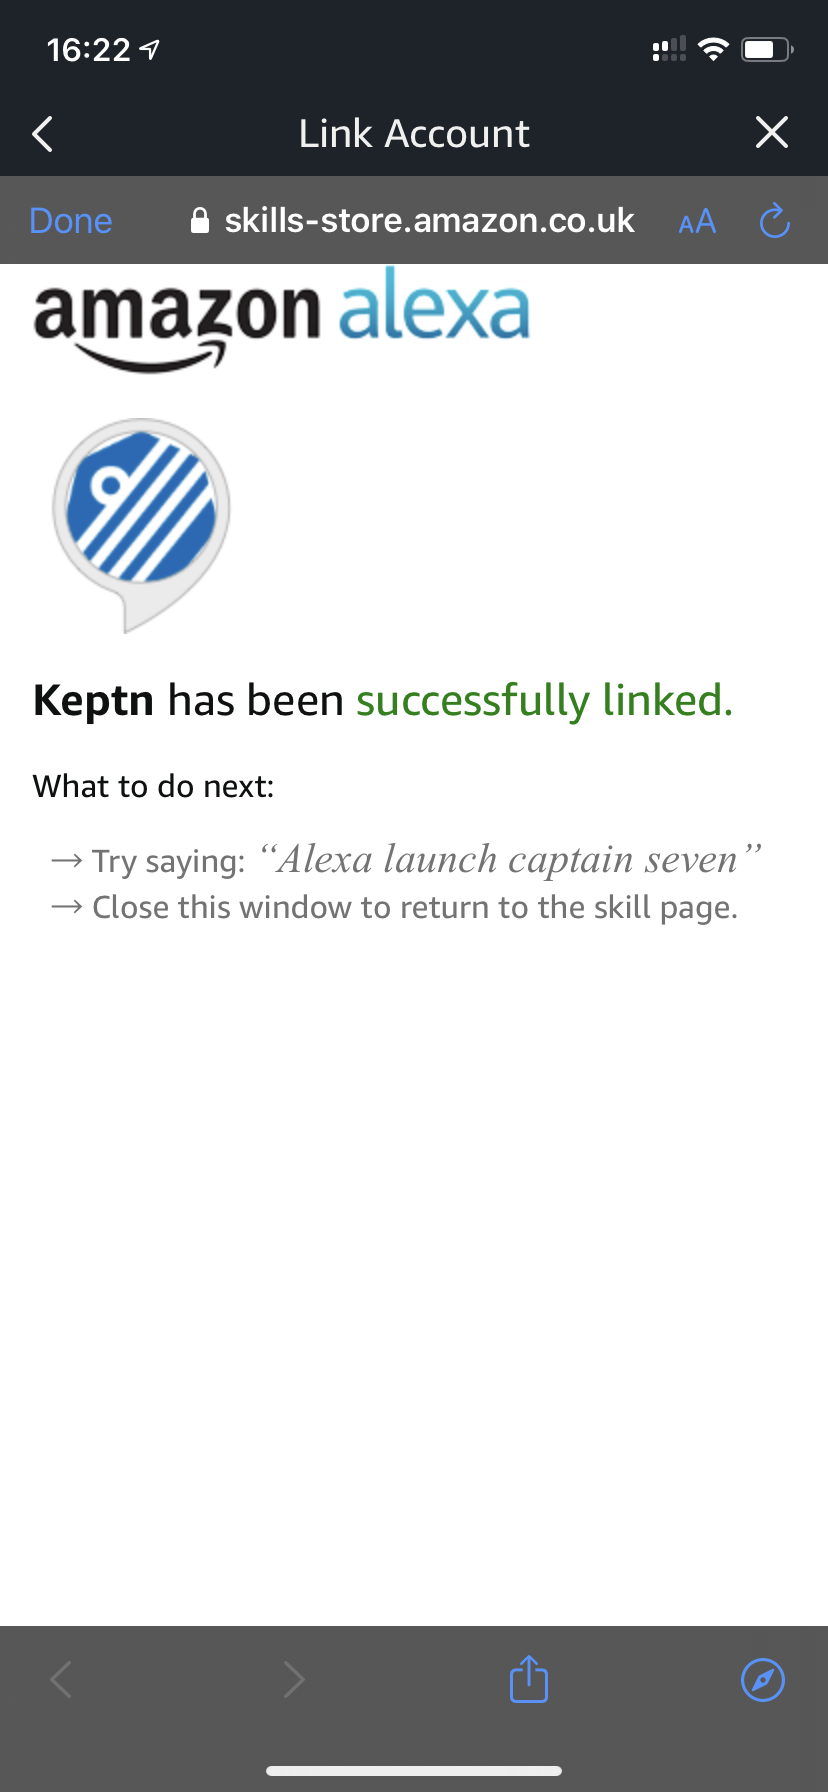 16:22
Link Account
Done skills-store.amazon.co.uk AA
amazon alexa
Keptn has been successfully linked.
What to do next:
→ Try saying: “Alexa launch captain seven”
→ Close this window to return to the skill page.